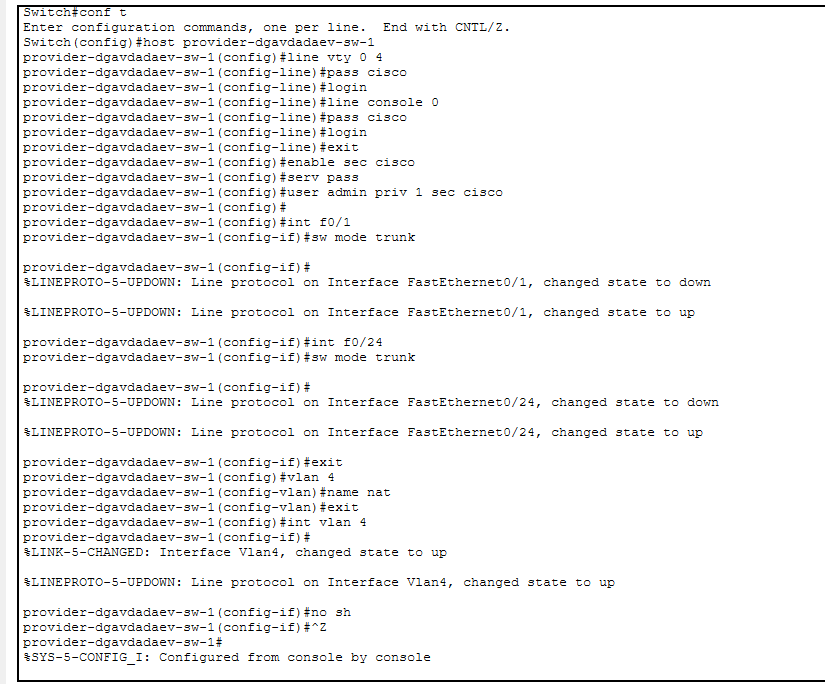 Switch#conf t
Enter configuration commands, one per line.  End with CNTL/Z.
Switch(config)#host provider-dgavdadaev-sw-1
provider-dgavdadaev-sw-1(config)#line vty 0 4
provider-dgavdadaev-sw-1(config-line)#pass cisco
provider-dgavdadaev-sw-1(config-line)#login
provider-dgavdadaev-sw-1(config-line)#line console 0
provider-dgavdadaev-sw-1(config-line)#pass cisco
provider-dgavdadaev-sw-1(config-line)#login
provider-dgavdadaev-sw-1(config-line)#exit
provider-dgavdadaev-sw-1(config)#enable sec cisco
provider-dgavdadaev-sw-1(config)#serv pass
provider-dgavdadaev-sw-1(config)#user admin priv 1 sec cisco
provider-dgavdadaev-sw-1(config)#
provider-dgavdadaev-sw-1(config)#int f0/1
provider-dgavdadaev-sw-1(config-if)#sw mode trunk
provider-dgavdadaev-sw-1(config-if)#
%LINEPROTO-5-UPDOWN: Line protocol on Interface FastEthernet0/1, changed state to down
%LINEPROTO-5-UPDOWN: Line protocol on Interface FastEthernet0/1, changed state to up
provider-dgavdadaev-sw-1(config-if)#int f0/24
provider-dgavdadaev-sw-1(config-if)#sw mode trunk
provider-dgavdadaev-sw-1(config-if)#
%LINEPROTO-5-UPDOWN: Line protocol on Interface FastEthernet0/24, changed state to down
%LINEPROTO-5-UPDOWN: Line protocol on Interface FastEthernet0/24, changed state to up
provider-dgavdadaev-sw-1(config-if)#exit
provider-dgavdadaev-sw-1(config)#vlan 4
provider-dgavdadaev-sw-1(config-vlan)#name nat
provider-dgavdadaev-sw-1(config-vlan)#exit
provider-dgavdadaev-sw-1(config)#int vlan 4
provider-dgavdadaev-sw-1(config-if)#
%LINK-5-CHANGED: Interface Vlan4, changed state to up
%LINEPROTO-5-UPDOWN: Line protocol on Interface Vlan4, changed state to up
provider-dgavdadaev-sw-1(config-if)#no sh
provider-dgavdadaev-sw-1(config-if)#^Z
provider-dgavdadaev-sw-1#
%SYS-5-CONFIG_I: Configured from console by console